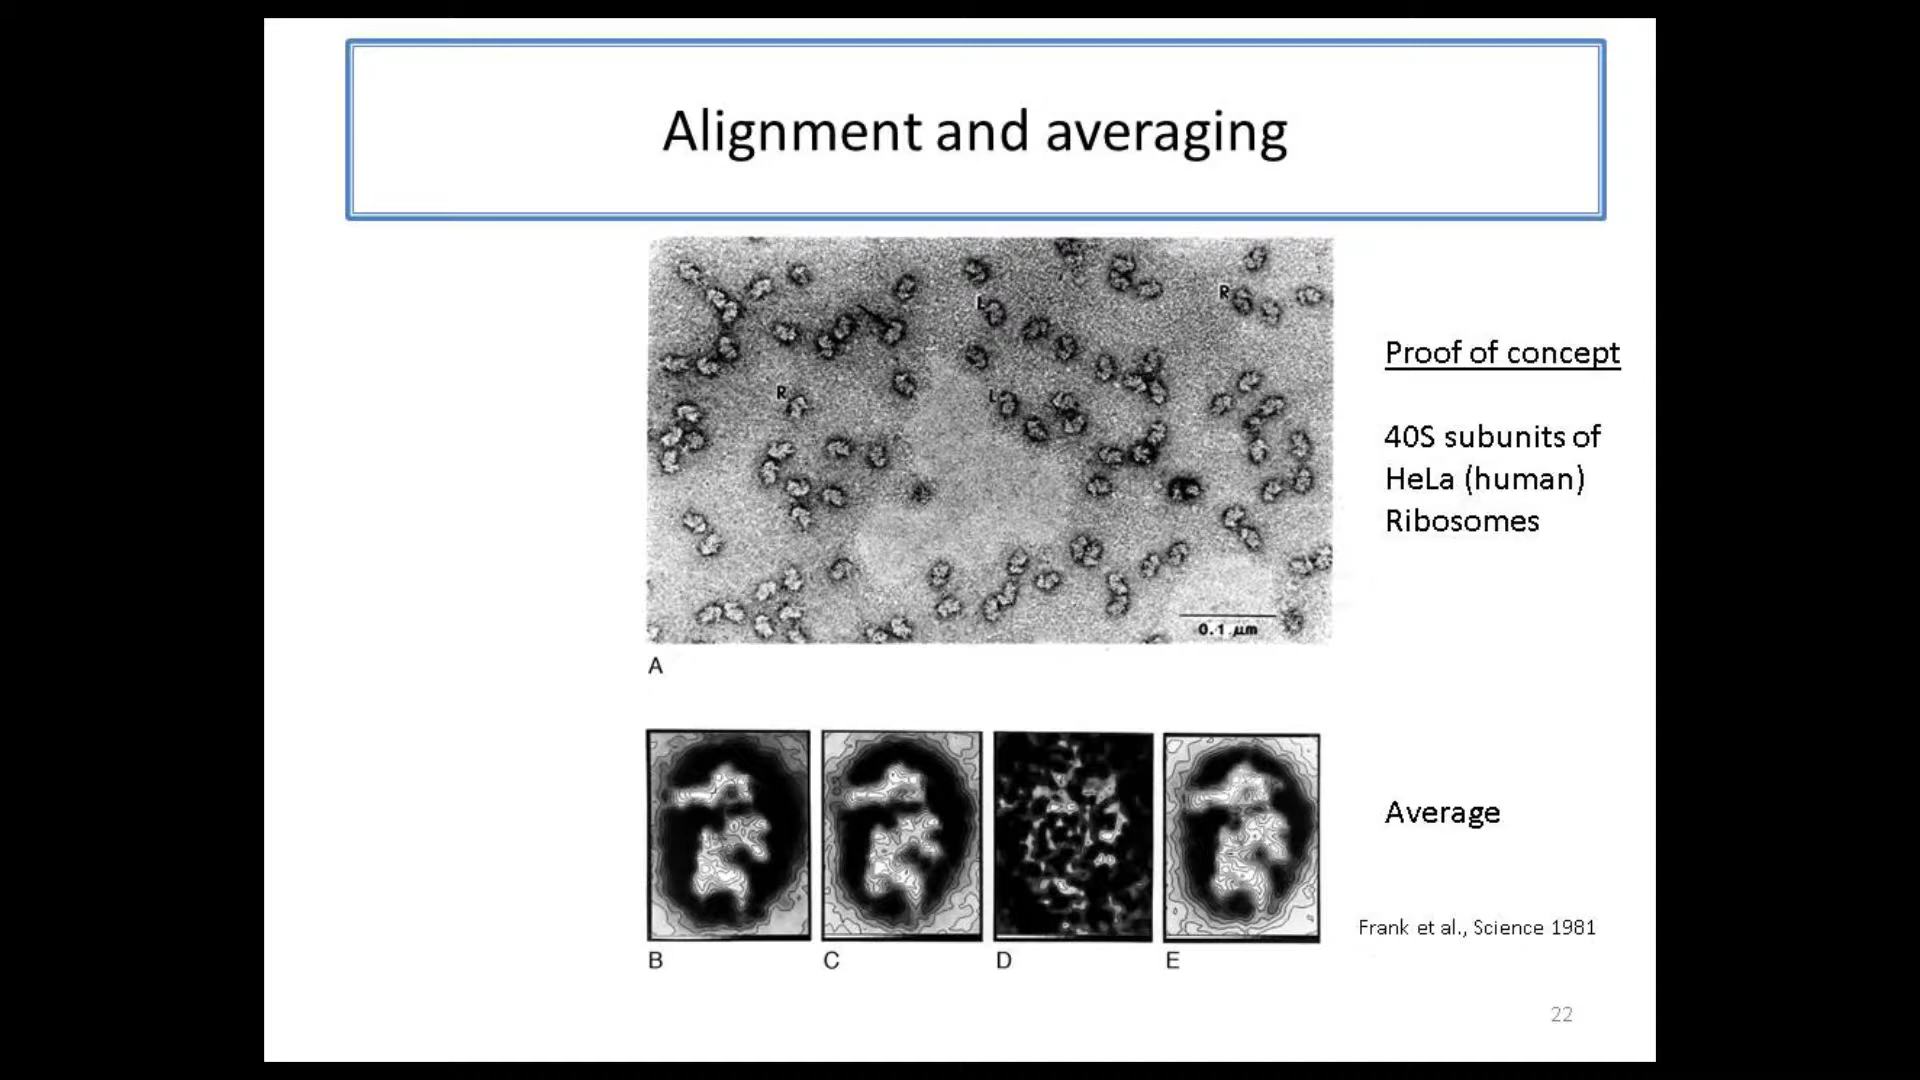 Alignment and averaging
L
R
R
L
Proof of concept
40S subunits of
HeLa (human)
Ribosomes
0.1 μm
A
Average
Frank et al., Science 1981
B
C
D
E
22